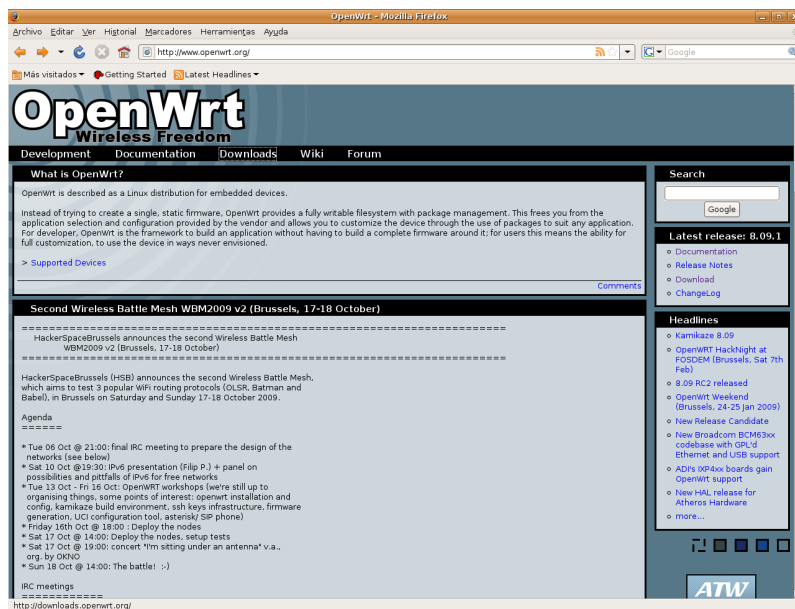 OpenWrt - Mozilla Firefox
Archivo Editar Ver Historial Marcadores Herramientas Ayuda
http://www.openwrt.org/
Google
Más visitados Getting Started Latest Headlines
OpenWrt
Wireless Freedom
Development Documentation Downloads Wiki Forum
What is OpenWrt?
OpenWrt is described as a Linux distribution for embedded devices.
Instead of trying to create a single, static firmware, OpenWrt provides a fully writable filesystem with package management. This frees you from the
application selection and configuration provided by the vendor and allows you to customize the device through the use of packages to suit any application.
For developer, OpenWrt is the framework to build an application without having to build a complete firmware around it; for users this means the ability for
full customization, to use the device in ways never envisioned.
> Supported Devices
Comments
Second Wireless Battle Mesh WBM2009 v2 (Brussels, 17-18 October)
======================================================================
HackerSpaceBrussels announces the second Wireless Battle Mesh
WBM2009 v2 (Brussels, 17-18 October)
======================================================================
HackerSpaceBrussels (HSB) announces the second Wireless Battle Mesh,
which aims to test 3 popular WiFi routing protocols (OLSR, Batman and
Babel), in Brussels on Saturday and Sunday 17-18 October 2009.
Agenda
======
* Tue 06 Oct @ 21:00: final IRC meeting to prepare the design of the
networks (see below)
* Sat 10 Oct @19:30: IPv6 presentation (Filip P.) + panel on
possibilities and pittfalls of IPv6 for free networks
* Tue 13 Oct - Fri 16 Oct: OpenWRT workshops (we're still up to
organising things, some points of interest: openwrt installation and
config, kamikaze build environment, ssh keys infrastructure, firmware
generation, UCI configuration tool, asterisk/ SIP phone)
* Friday 16th Oct @ 18:00 : Deploy the nodes
* Sat 17 Oct @ 14:00: Deploy the nodes, setup tests
* Sat 17 Oct @ 19:00: concert "I'm sitting under an antenna" v.a.,
org. by OKNO
* Sun 18 Oct @ 14:00: The battle! :-)
IRC meetings
============
Search
Google
Latest release: 8.09.1
Documentation
Release Notes
Download
ChangeLog
Headlines
Kamikaze 8.09
OpenWRT HackNight at
FOSDEM (Brussels, Sat 7th
Feb)
8.09 RC2 released
OpenWrt Weekend
(Brussels, 24-25 Jan 2009)
New Release Candidate
New Broadcom BCM63xx
codebase with GPL'd
Ethernet and USB support
ADI's IXP4xx boards gain
OpenWrt support
New HAL release for
Atheros Hardware
more...
ATW
http://downloads.openwrt.org/